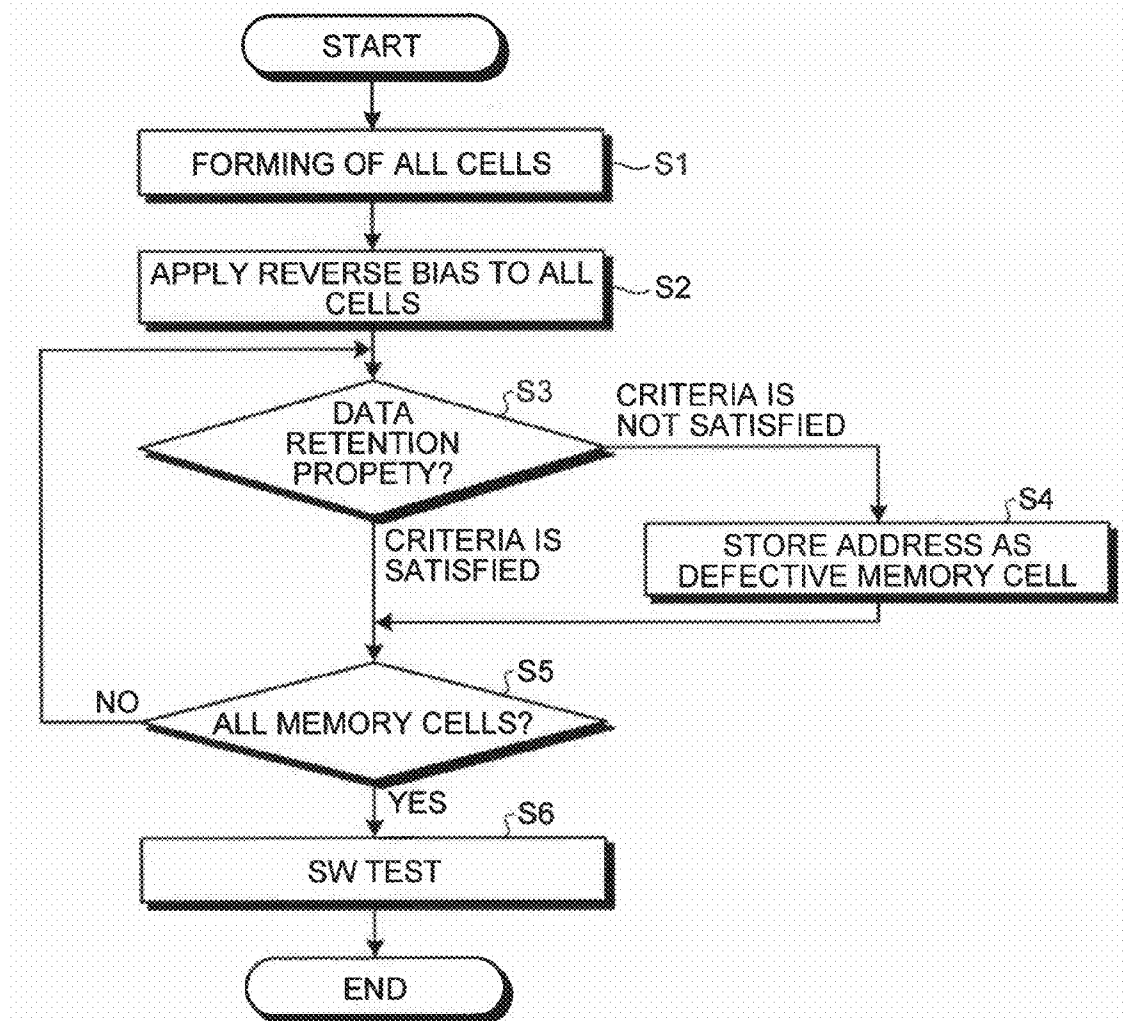 START
FORMING OF ALL CELLS
S1
APPLY REVERSE BIAS TO ALL
CELLS
S2
S3
DATA
RETENTION
PROPETY?
CRITERIA IS
NOT SATISFIED
S4
STORE ADDRESS AS
DEFECTIVE MEMORY CELL
CRITERIA IS
SATISFIED
S5
NO
ALL MEMORY CELLS?
YES
S6
SW TEST
END